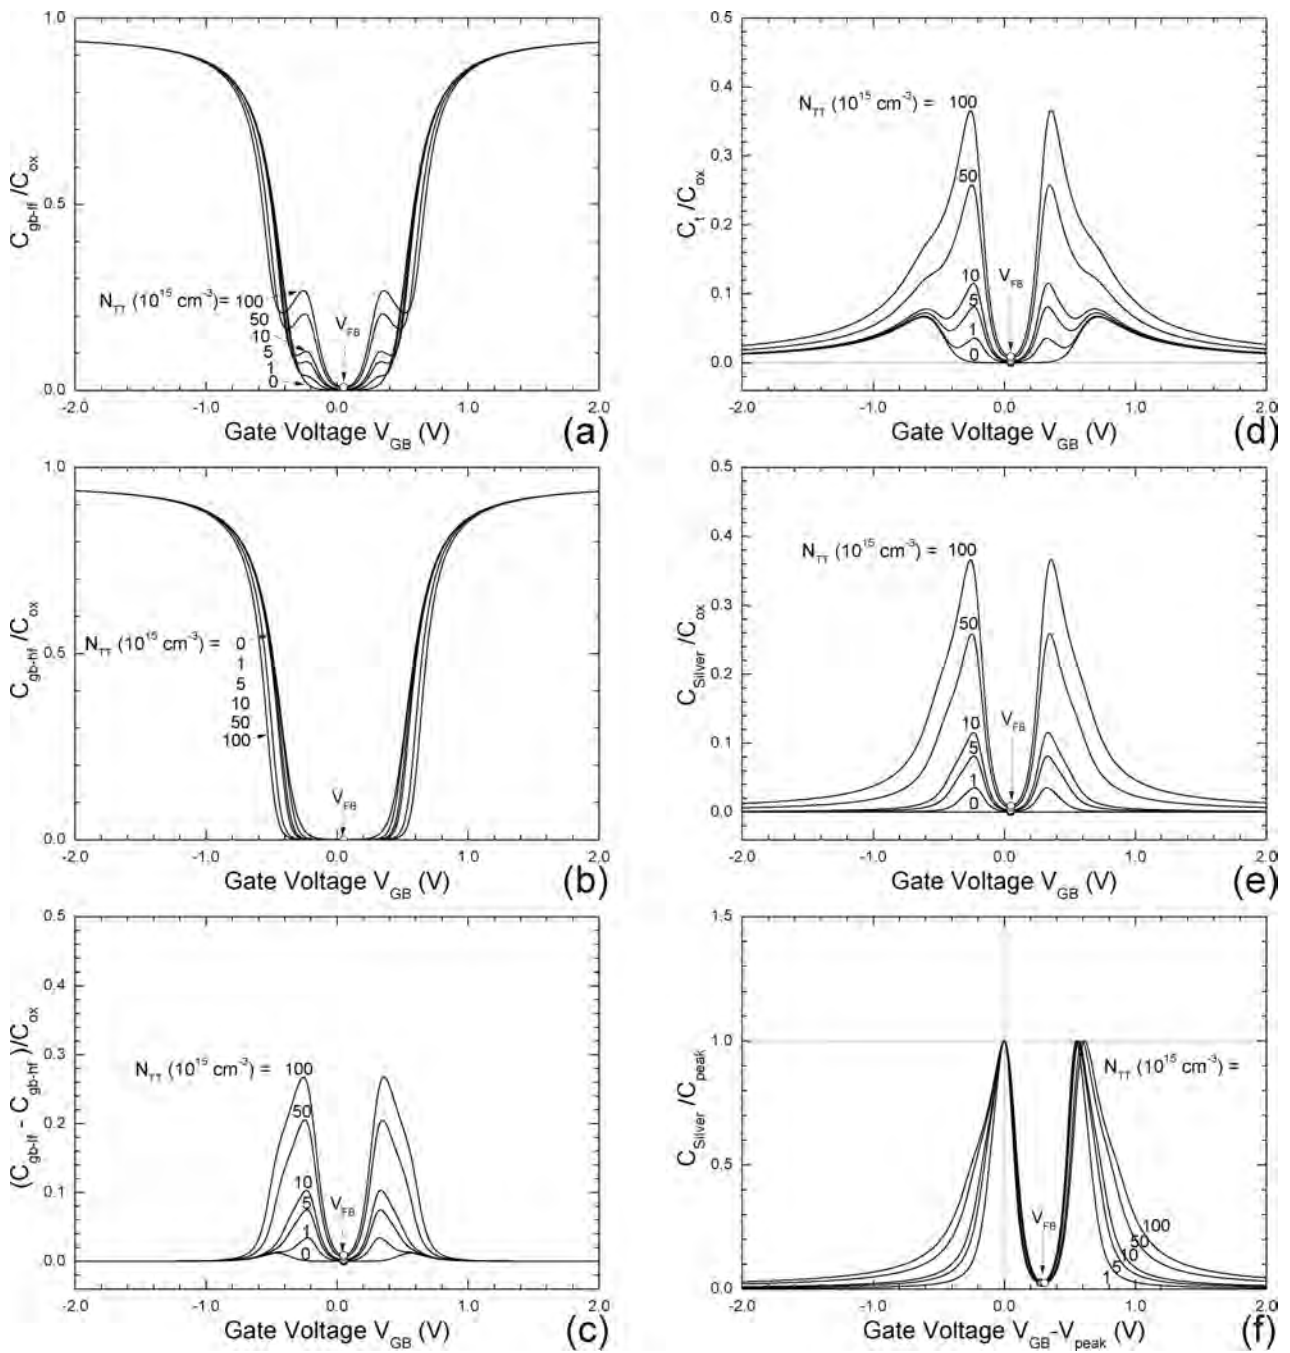 1.0
0.5
0.0
C_gb-lf /C_ox
N_TT (10^15 cm^-3) = 100
50
10
5
1
0
V_FB
-2.0 -1.0 0.0 1.0 2.0
Gate Voltage V_GB (V)
(a)
1.0
0.5
0.0
C_gb-hf /C_ox
N_TT (10^15 cm^-3) = 0
1
5
10
50
100
V_FB
-2.0 -1.0 0.0 1.0 2.0
Gate Voltage V_GB (V)
(b)
0.5
0.4
0.3
0.2
0.1
0.0
(C_gb-lf - C_gb-hf )/C_ox
N_TT (10^15 cm^-3) = 100
50
10
5
1
0
V_FB
-2.0 -1.0 0.0 1.0 2.0
Gate Voltage V_GB (V)
(c)
0.5
0.4
0.3
0.2
0.1
0.0
C_t /C_ox
N_TT (10^15 cm^-3) = 100
50
10
5
1
0
V_FB
-2.0 -1.0 0.0 1.0 2.0
Gate Voltage V_GB (V)
(d)
0.5
0.4
0.3
0.2
0.1
0.0
C_Silver /C_ox
N_TT (10^15 cm^-3) = 100
50
10
5
1
0
V_FB
-2.0 -1.0 0.0 1.0 2.0
Gate Voltage V_GB (V)
(e)
1.5
1.0
0.5
0.0
C_Silver /C_peak
N_TT (10^15 cm^-3) =
100
50
10
5
1
V_FB
-2.0 -1.0 0.0 1.0 2.0
Gate Voltage V_GB-V_peak (V)
(f)